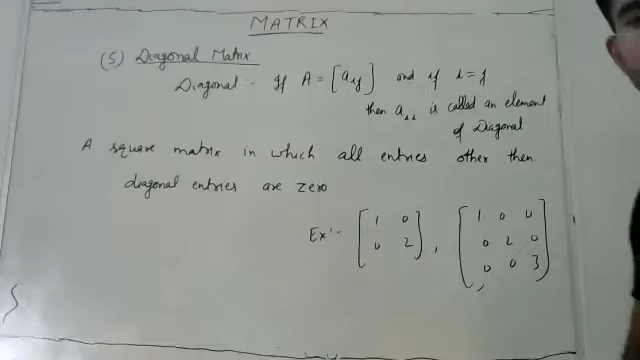 MATRIX
(5) Diagonal Matrix
Diagonal - If A = [aij] and if i = j
then aii is called an element
of Diagonal
A square matrix in which all entries other then
diagonal entries are zero
Ex:- [1 0
0 2] , [1 0 0
0 2 0
0 0 3]